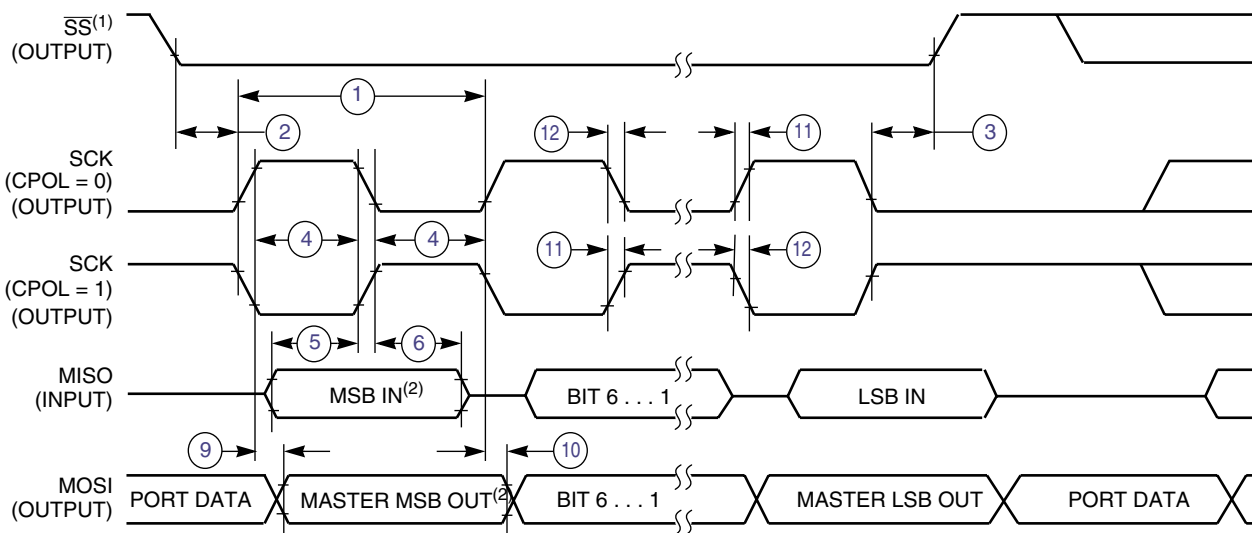 SS(1)
(OUTPUT)
1
2
12
11
3
SCK
(CPOL = 0)
(OUTPUT)
4
4
11
12
SCK
(CPOL = 1)
(OUTPUT)
5
6
MISO
(INPUT)
MSB IN(2)
BIT 6 . . . 1
LSB IN
9
10
MOSI
(OUTPUT)
PORT DATA
MASTER MSB OUT(2)
BIT 6 . . . 1
MASTER LSB OUT
PORT DATA